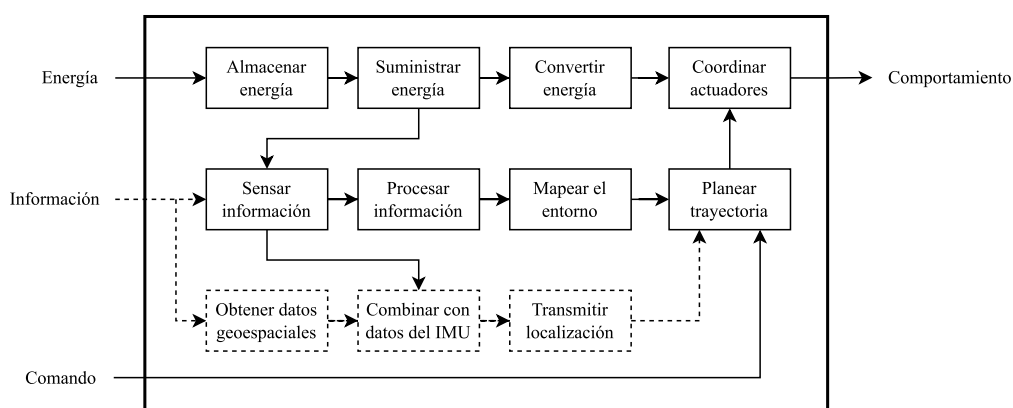 Energía
Almacenar
energía
Suministrar
energía
Convertir
energía
Coordinar
actuadores
Comportamiento
Información
Sensar
información
Procesar
información
Mapear el
entorno
Planear
trayectoria
Obtener datos
geoespaciales
Combinar con
datos del IMU
Transmitir
localización
Comando